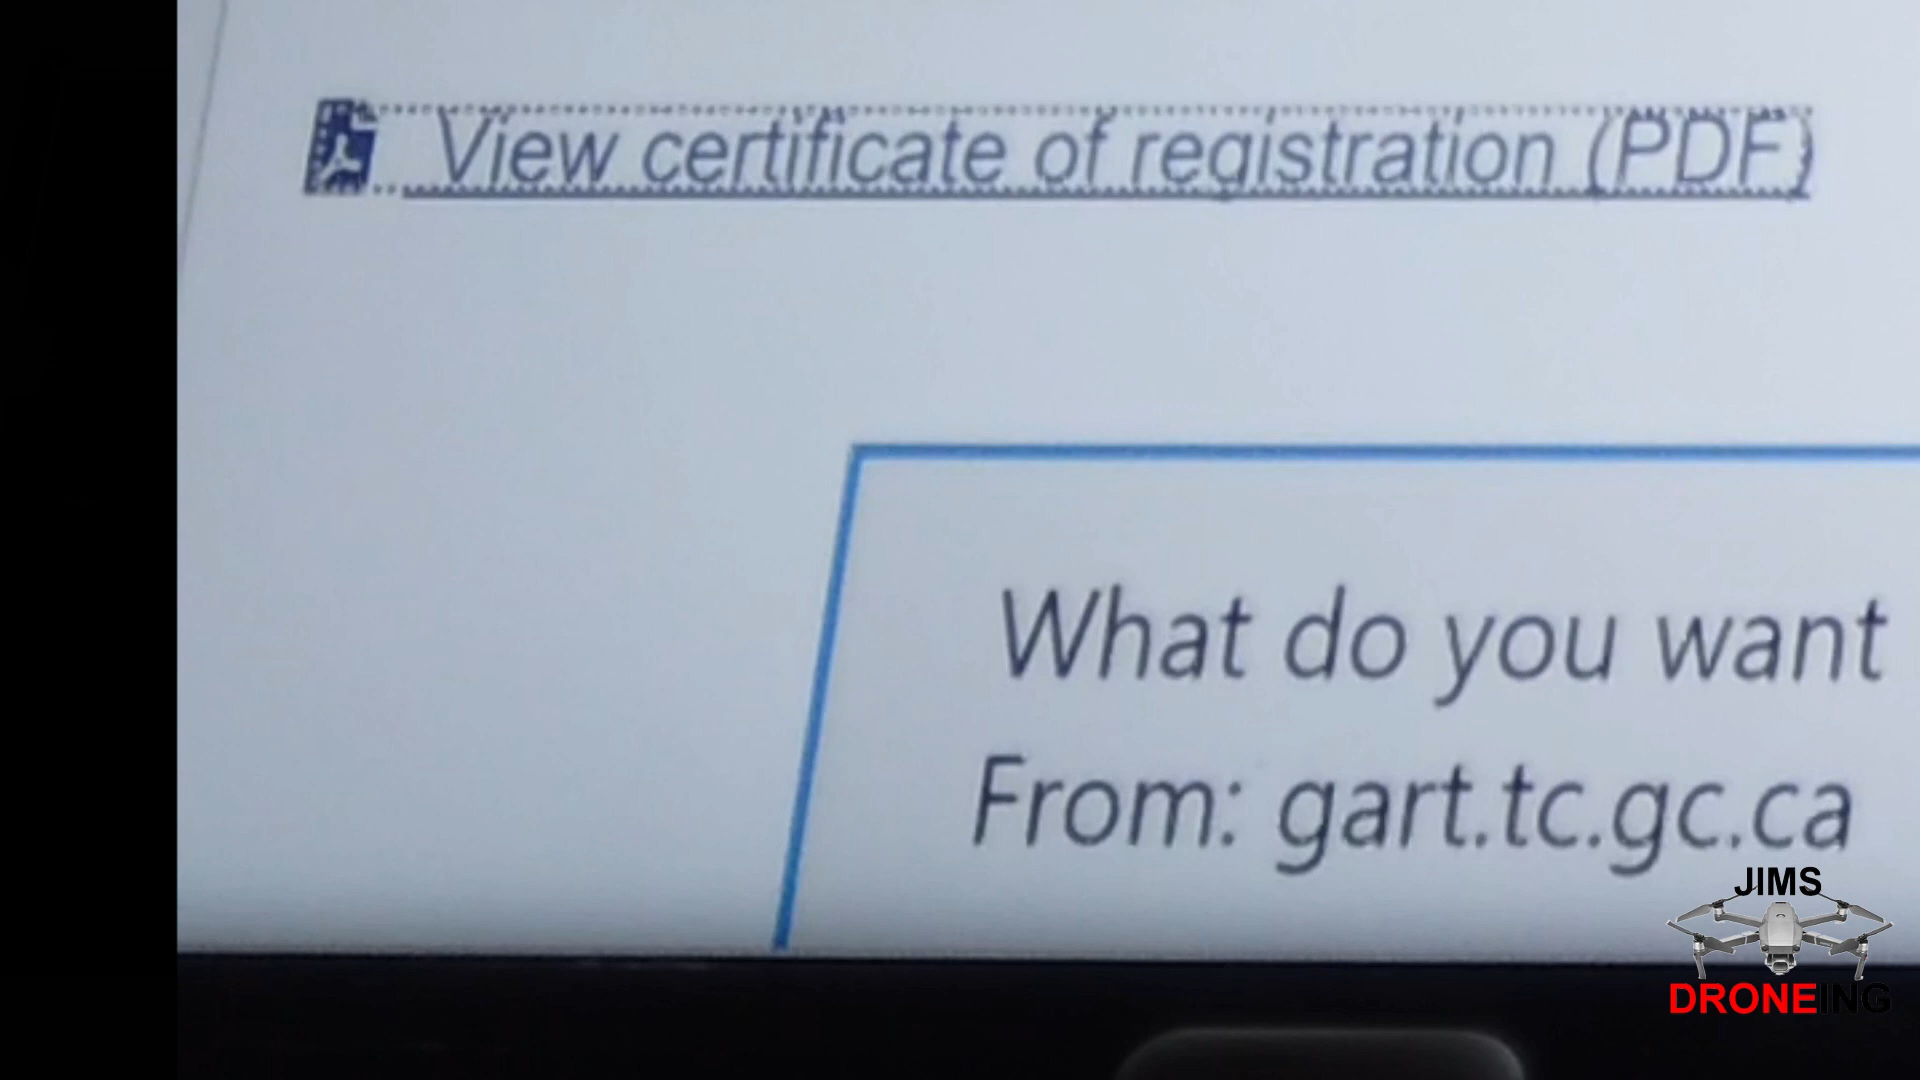 View certificate of registration (PDF)
What do you want
From: gart.tc.gc.ca
JIMS
DRONEING